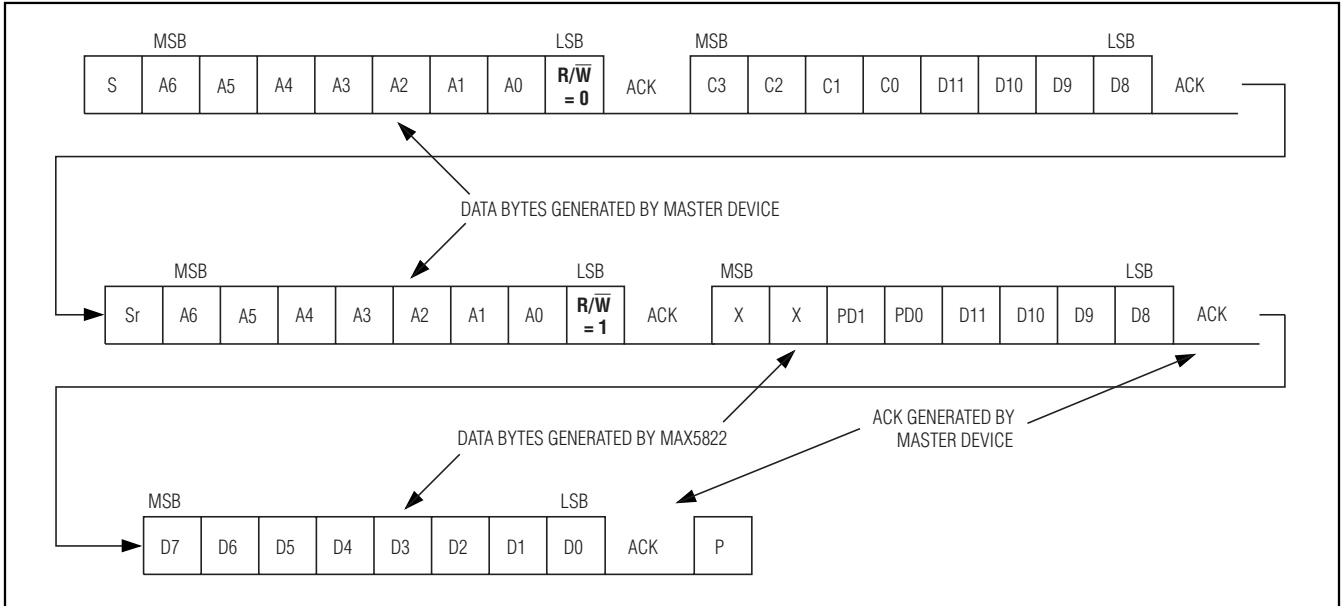 MSB LSB MSB LSB
S A6 A5 A4 A3 A2 A1 A0 R/W̅ = 0 ACK C3 C2 C1 C0 D11 D10 D9 D8 ACK
DATA BYTES GENERATED BY MASTER DEVICE
MSB LSB MSB LSB
Sr A6 A5 A4 A3 A2 A1 A0 R/W̅ = 1 ACK X X PD1 PD0 D11 D10 D9 D8 ACK
DATA BYTES GENERATED BY MAX5822
ACK GENERATED BY
MASTER DEVICE
MSB LSB
D7 D6 D5 D4 D3 D2 D1 D0 ACK P